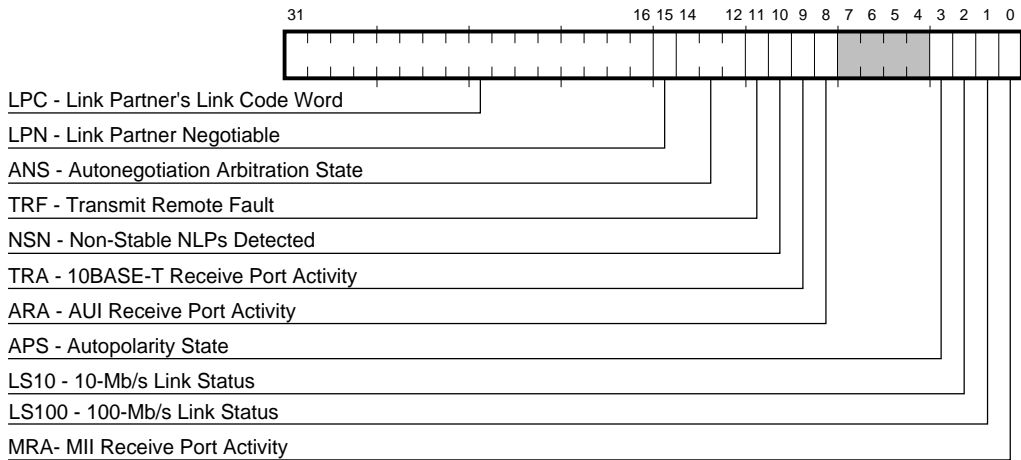 31 16 15 14 12 11 10 9 8 7 6 5 4 3 2 1 0
LPC - Link Partner's Link Code Word
LPN - Link Partner Negotiable
ANS - Autonegotiation Arbitration State
TRF - Transmit Remote Fault
NSN - Non-Stable NLPs Detected
TRA - 10BASE-T Receive Port Activity
ARA - AUI Receive Port Activity
APS - Autopolarity State
LS10 - 10-Mb/s Link Status
LS100 - 100-Mb/s Link Status
MRA- MII Receive Port Activity